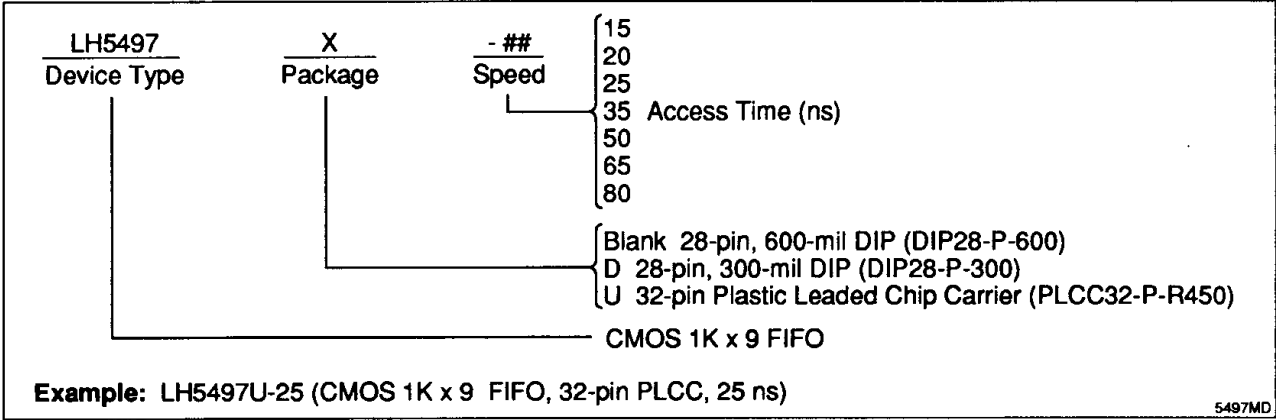 LH5497 X - ##
Device Type Package Speed
15
20
25
35 Access Time (ns)
50
65
80
Blank 28-pin, 600-mil DIP (DIP28-P-600)
D 28-pin, 300-mil DIP (DIP28-P-300)
U 32-pin Plastic Leaded Chip Carrier (PLCC32-P-R450)
CMOS 1K x 9 FIFO
Example: LH5497U-25 (CMOS 1K x 9 FIFO, 32-pin PLCC, 25 ns)
5497MD